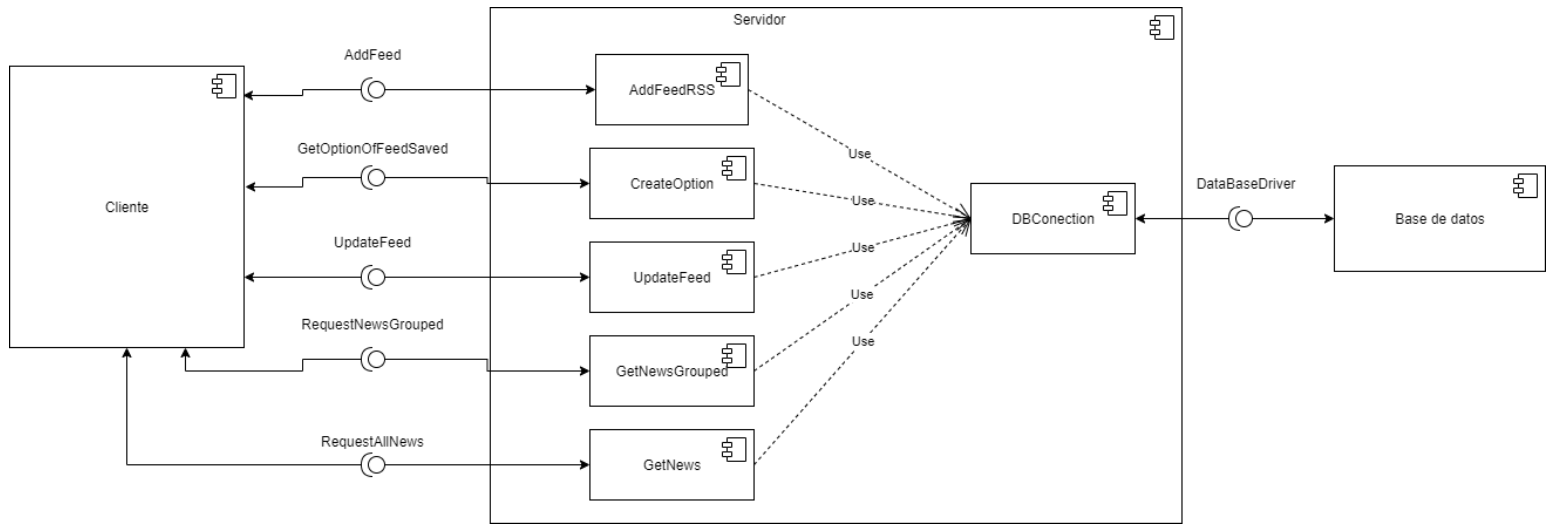 Servidor
AddFeed
AddFeedRSS
GetOptionOfFeedSaved
CreateOption
Use
Use
Cliente
DBConection
DataBaseDriver
Base de datos
UpdateFeed
UpdateFeed
Use
Use
RequestNewsGrouped
GetNewsGrouped
Use
RequestAllNews
GetNews